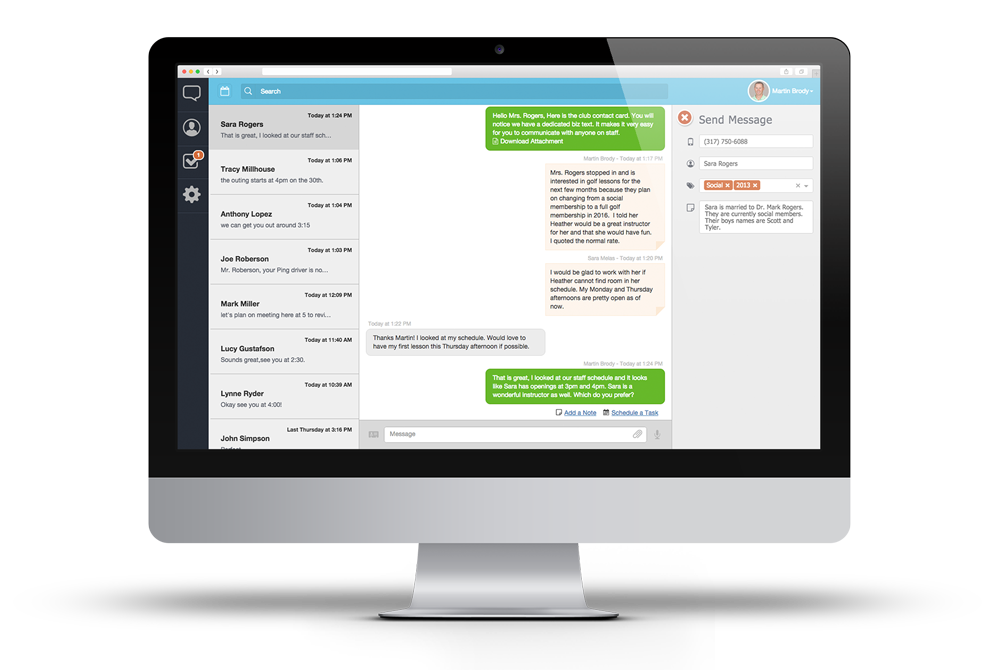 Search
Martin Brody
Today at 1:24 PM
Sara Rogers
That is great, I looked at our staff sch...
Today at 1:06 PM
Tracy Millhouse
the outing starts at 4pm on the 30th.
Today at 1:04 PM
Anthony Lopez
we can get you out around 3:15
Today at 1:03 PM
Joe Roberson
Mr. Roberson, your Ping driver is no...
Today at 12:09 PM
Mark Miller
let's plan on meeting here at 5 to revi...
Today at 11:40 AM
Lucy Gustafson
Sounds great,see you at 2:30.
Today at 10:39 AM
Lynne Ryder
Okay see you at 4:00!
Last Thursday at 3:16 PM
John Simpson
1
Hello Mrs. Rogers, Here is the club contact card. You will
notice we have a dedicated biz text. It makes it very easy
for you to communicate with anyone on staff.
Download Attachment
Martin Brody - Today at 1:17 PM
Mrs. Rogers stopped in and is
interested in golf lessons for the
next few months because they plan
on changing from a social
membership to a full golf
membership in 2016. I told her
Heather would be a great instructor
for her and that she would have fun.
I quoted the normal rate.
Sara Melas - Today at 1:20 PM
I would be glad to work with her if
Heather cannot find room in her
schedule. My Monday and Thursday
afternoons are pretty open as of
now.
Today at 1:22 PM
Thanks Martin! I looked at my schedule. Would love to
have my first lesson this Thursday afternoon if possible.
Martin Brody - Today at 1:24 PM
That is great, I looked at our staff schedule and it looks
like Sara has openings at 3pm and 4pm. Sara is a
wonderful instructor as well. Which do you prefer?
Add a Note Schedule a Task
Message
Send Message
(317) 750-6088
Sara Rogers
Social 2013
Sara is married to Dr. Mark Rogers.
They are currently social members.
Their boys names are Scott and
Tyler.